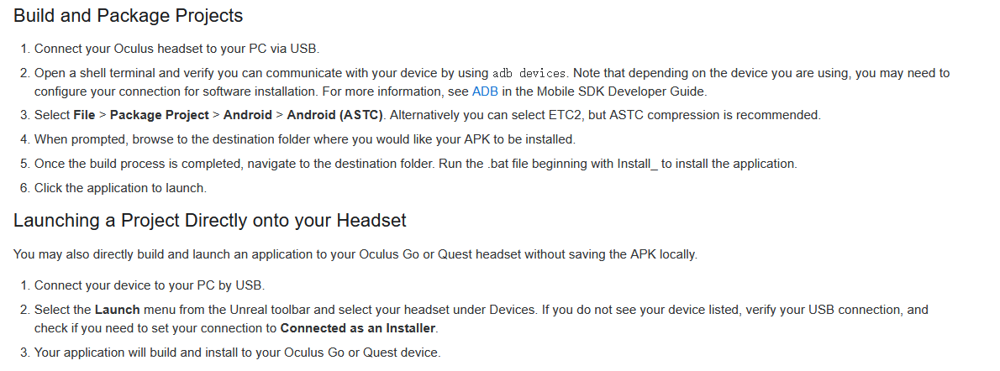 Build and Package Projects
1. Connect your Oculus headset to your PC via USB.
2. Open a shell terminal and verify you can communicate with your device by using adb devices. Note that depending on the device you are using, you may need to
configure your connection for software installation. For more information, see ADB in the Mobile SDK Developer Guide.
3. Select File > Package Project > Android > Android (ASTC). Alternatively you can select ETC2, but ASTC compression is recommended.
4. When prompted, browse to the destination folder where you would like your APK to be installed.
5. Once the build process is completed, navigate to the destination folder. Run the .bat file beginning with Install_ to install the application.
6. Click the application to launch.
Launching a Project Directly onto your Headset
You may also directly build and launch an application to your Oculus Go or Quest headset without saving the APK locally.
1. Connect your device to your PC by USB.
2. Select the Launch menu from the Unreal toolbar and select your headset under Devices. If you do not see your device listed, verify your USB connection, and
check if you need to set your connection to Connected as an Installer.
3. Your application will build and install to your Oculus Go or Quest device.